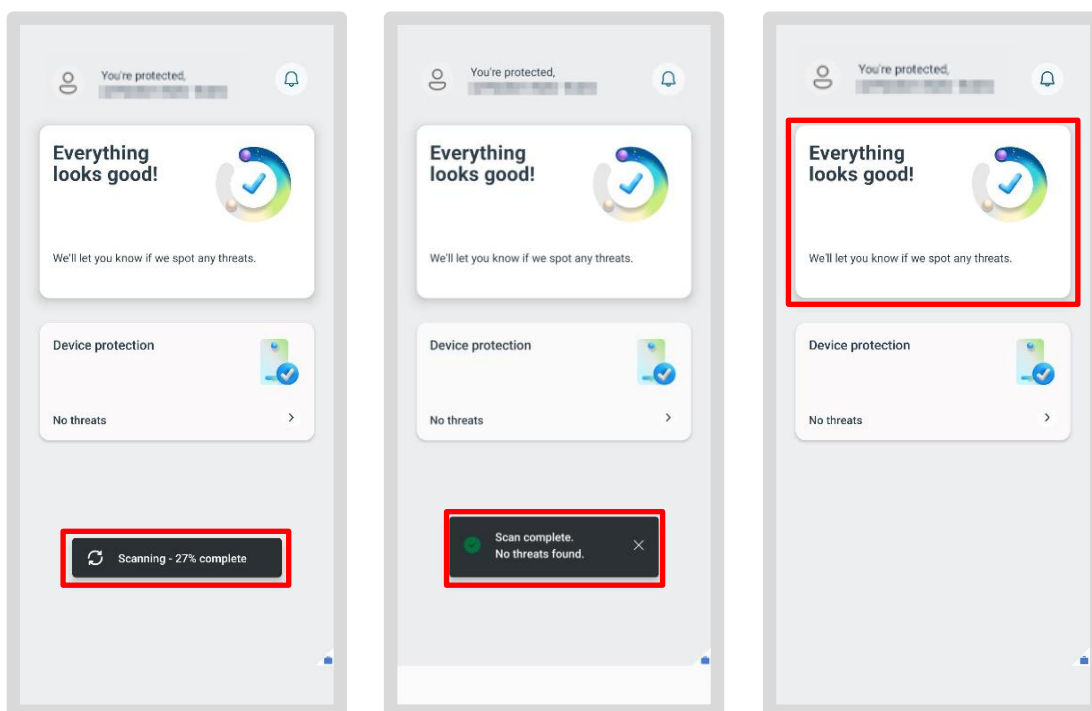 You're protected,
Everything
looks good!
We'll let you know if we spot any threats.
Device protection
No threats
Scanning - 27% complete
You're protected,
Everything
looks good!
We'll let you know if we spot any threats.
Device protection
No threats
Scan complete.
No threats found.
You're protected,
Everything
looks good!
We'll let you know if we spot any threats.
Device protection
No threats